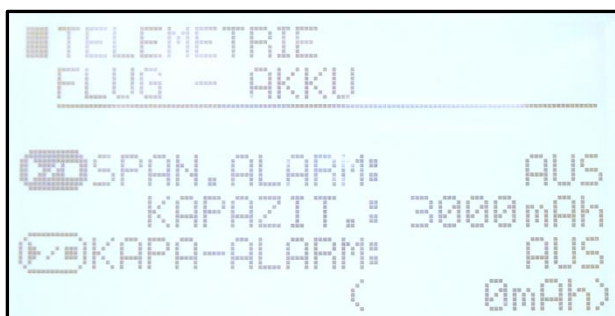 TELEMETRIE
FLUG - AKKU
SPAN.ALARM: AUS
KAPAZIT.: 3000mAh
KAPA-ALARM: AUS
( 0mAh)